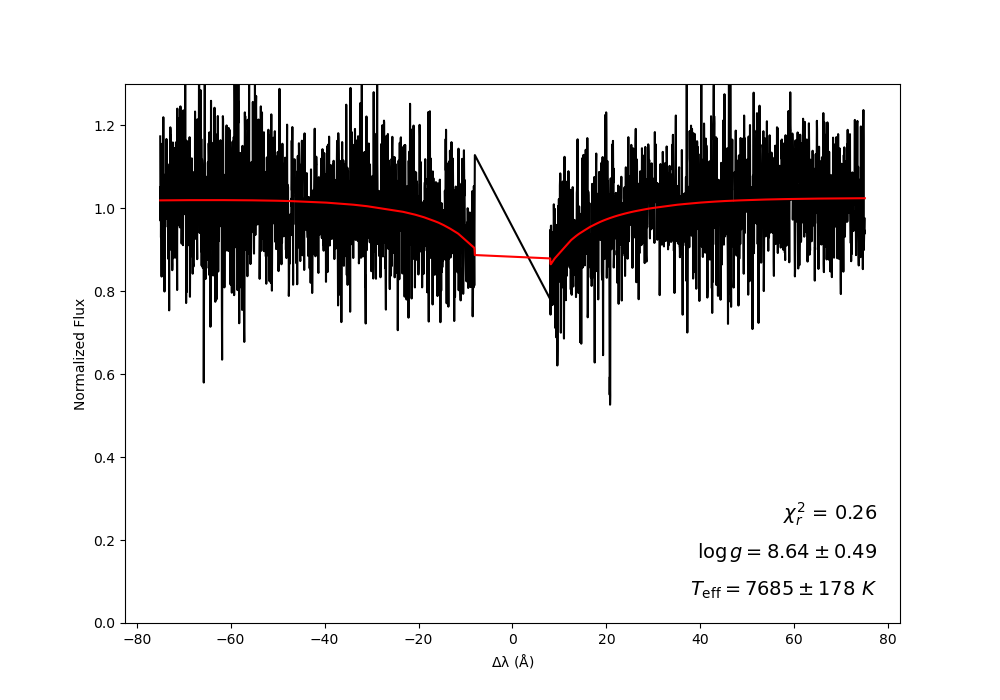 1.2
1.0
0.8
0.6
0.4
0.2
0.0
Normalized Flux
χ²ᵣ = 0.26
log g = 8.64 ± 0.49
T_eff = 7685 ± 178 K
−80 −60 −40 −20 0 20 40 60 80
Δλ (Å)